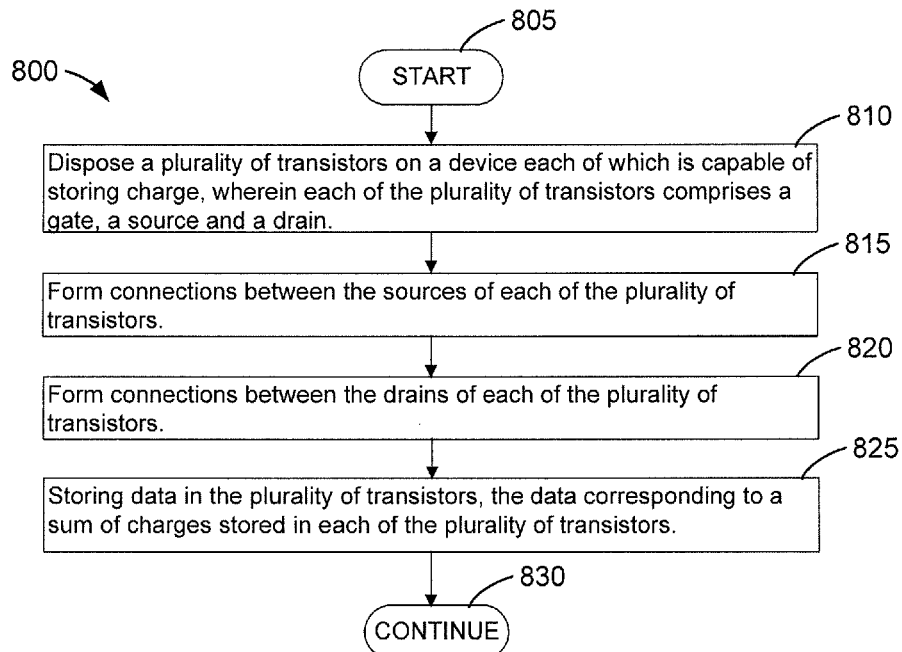 805
START
800
810
Dispose a plurality of transistors on a device each of which is capable of
storing charge, wherein each of the plurality of transistors comprises a
gate, a source and a drain.
815
Form connections between the sources of each of the plurality of
transistors.
820
Form connections between the drains of each of the plurality of
transistors.
825
Storing data in the plurality of transistors, the data corresponding to a
sum of charges stored in each of the plurality of transistors.
830
CONTINUE